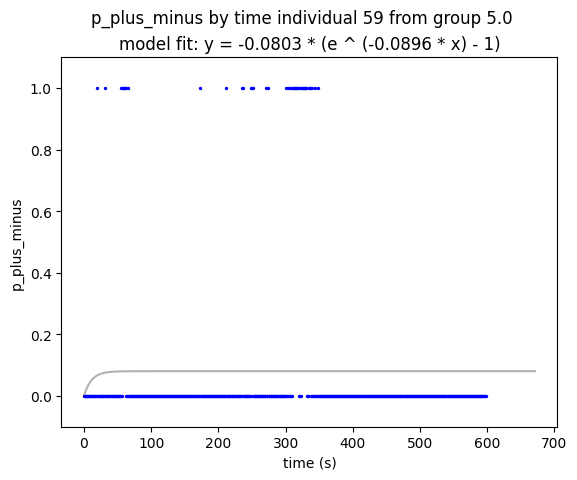 p_plus_minus by time individual 59 from group 5.0
model fit: y = -0.0803 * (e ^ (-0.0896 * x) - 1)
1.0
0.8
0.6
0.4
0.2
0.0
p_plus_minus
0 100 200 300 400 500 600 700
time (s)